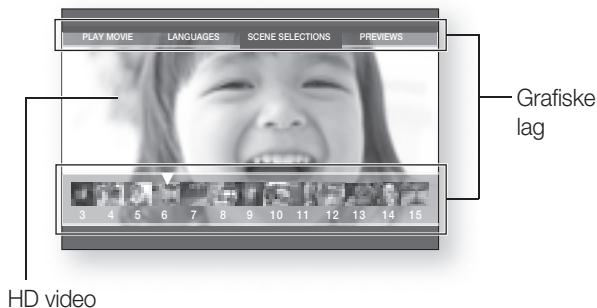 PLAY MOVIE LANGUAGES SCENE SELECTIONS PREVIEWS
Grafiske
lag
3 4 5 6 7 8 9 10 11 12 13 14 15
HD video